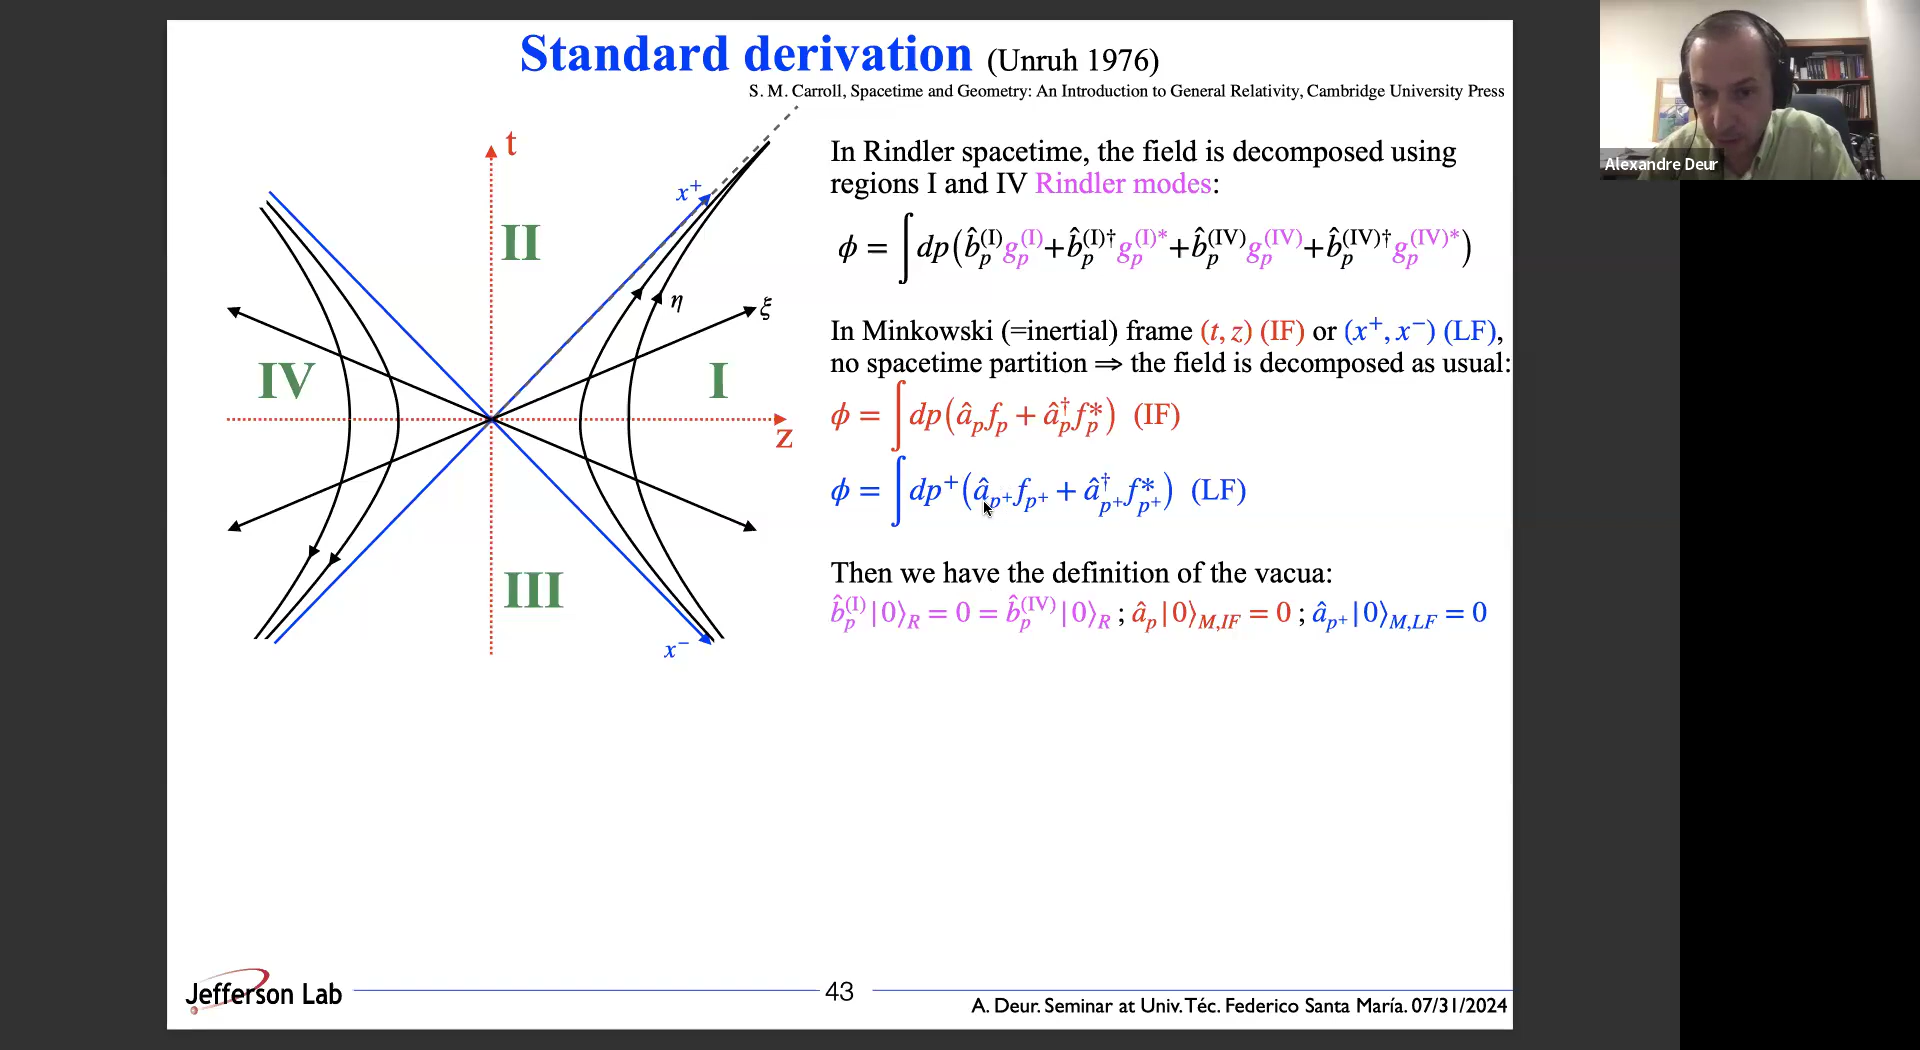 Standard derivation (Unruh 1976)
S. M. Carroll, Spacetime and Geometry: An Introduction to General Relativity, Cambridge University Press
Alexandre Deur
t
x⁺
II
η
ξ
IV
I
z
III
x⁻
In Rindler spacetime, the field is decomposed using
regions I and IV Rindler modes:
ϕ = ∫dp(b̂ₚ⁽ᴵ⁾gₚ⁽ᴵ⁾+b̂ₚ⁽ᴵ⁾†gₚ⁽ᴵ⁾*+b̂ₚ⁽ᴵⱽ⁾gₚ⁽ᴵⱽ⁾+b̂ₚ⁽ᴵⱽ⁾†gₚ⁽ᴵⱽ⁾*)
In Minkowski (=inertial) frame (t, z) (IF) or (x⁺, x⁻) (LF),
no spacetime partition ⇒ the field is decomposed as usual:
ϕ = ∫dp(âₚfₚ + âₚ†fₚ*) (IF)
ϕ = ∫dp⁺(âₚ₊fₚ₊ + âₚ₊†fₚ₊*) (LF)
Then we have the definition of the vacua:
b̂ₚ⁽ᴵ⁾|0⟩_R = 0 = b̂ₚ⁽ᴵⱽ⁾|0⟩_R ; âₚ|0⟩_M,IF = 0 ; âₚ₊|0⟩_M,LF = 0
Jefferson Lab
43
A. Deur. Seminar at Univ. Téc. Federico Santa María. 07/31/2024